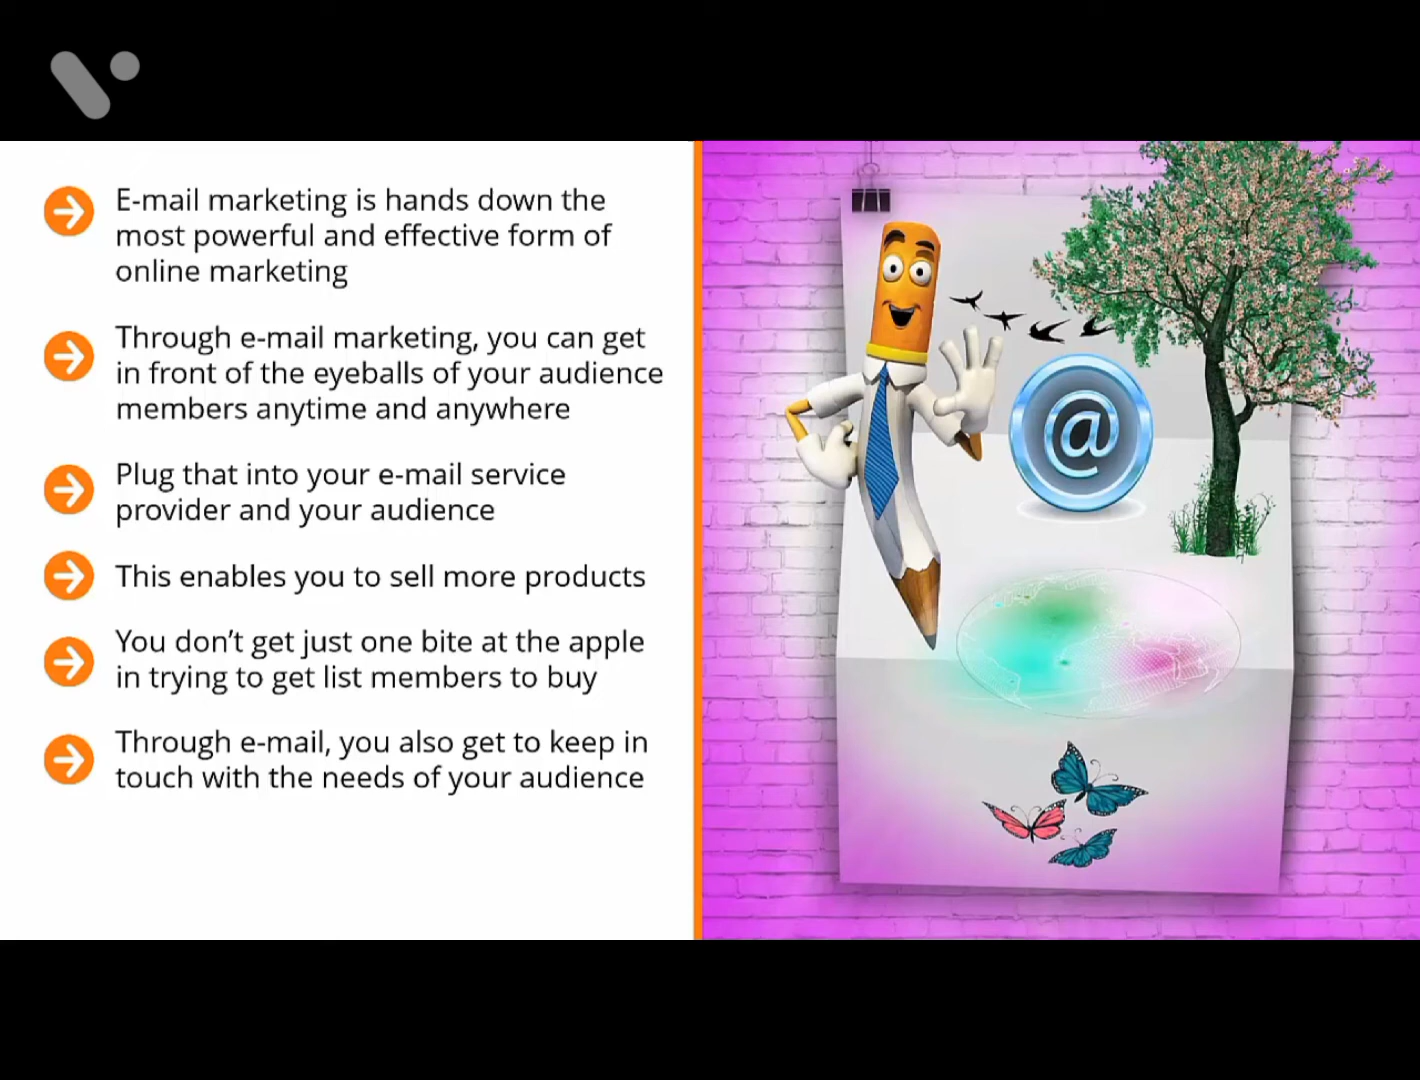 E-mail marketing is hands down the
most powerful and effective form of
online marketing
Through e-mail marketing, you can get
in front of the eyeballs of your audience
members anytime and anywhere
Plug that into your e-mail service
provider and your audience
This enables you to sell more products
You don’t get just one bite at the apple
in trying to get list members to buy
Through e-mail, you also get to keep in
touch with the needs of your audience
@